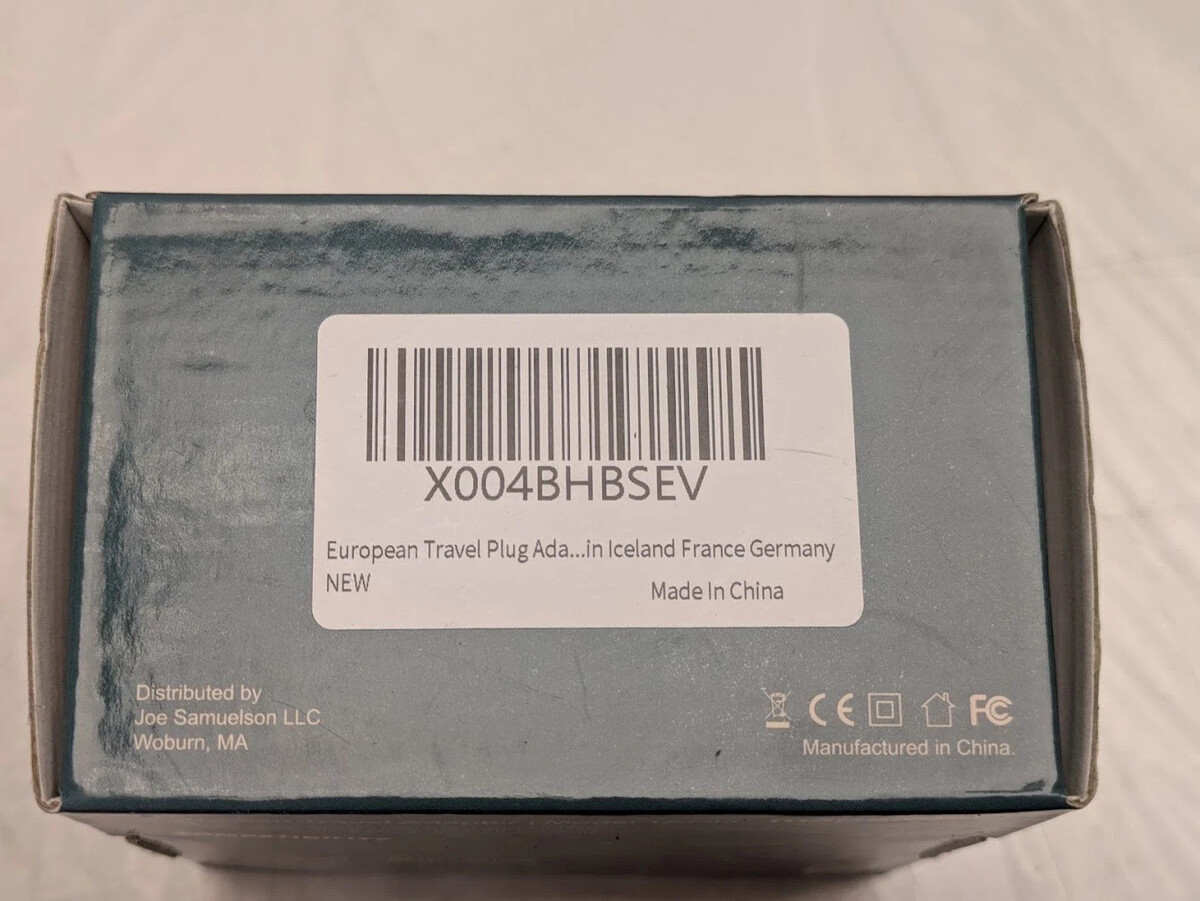 X004BHBSEV
European Travel Plug Ada...in Iceland France Germany
NEW
Made In China
Distributed by
Joe Samuelson LLC
Woburn, MA
CE
FC
Manufactured in China.